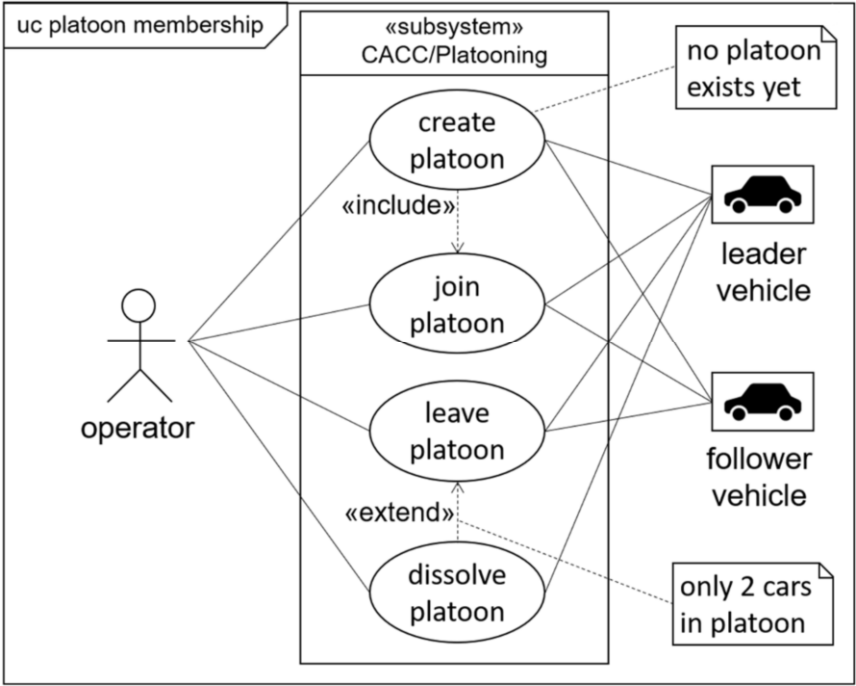 uc platoon membership
«subsystem»
CACC/Platooning
no platoon
exists yet
create
platoon
«include»
leader
vehicle
join
platoon
operator
leave
platoon
follower
vehicle
«extend»
dissolve
platoon
only 2 cars
in platoon